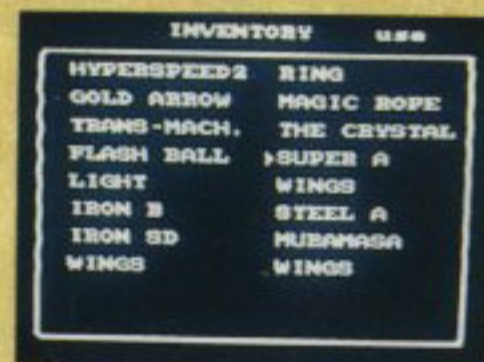 INVENTORY use
HYPERSPEED2 RING
GOLD ARROW MAGIC ROPE
TRANS-MACH. THE CRYSTAL
FLASH BALL SUPER A
LIGHT WINGS
IRON B STEEL A
IRON SD MURAMASA
WINGS WINGS